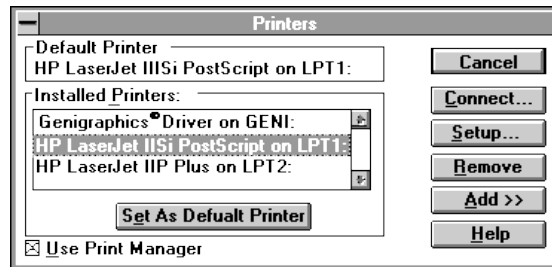 Printers
Default Printer
HP LaserJet IIISi PostScript on LPT1:
Installed Printers:
Genigraphics® Driver on GENI:
HP LaserJet IISi PostScript on LPT1:
HP LaserJet IIP Plus on LPT2:
Set As Defualt Printer
Use Print Manager
Cancel
Connect...
Setup...
Remove
Add >>
Help